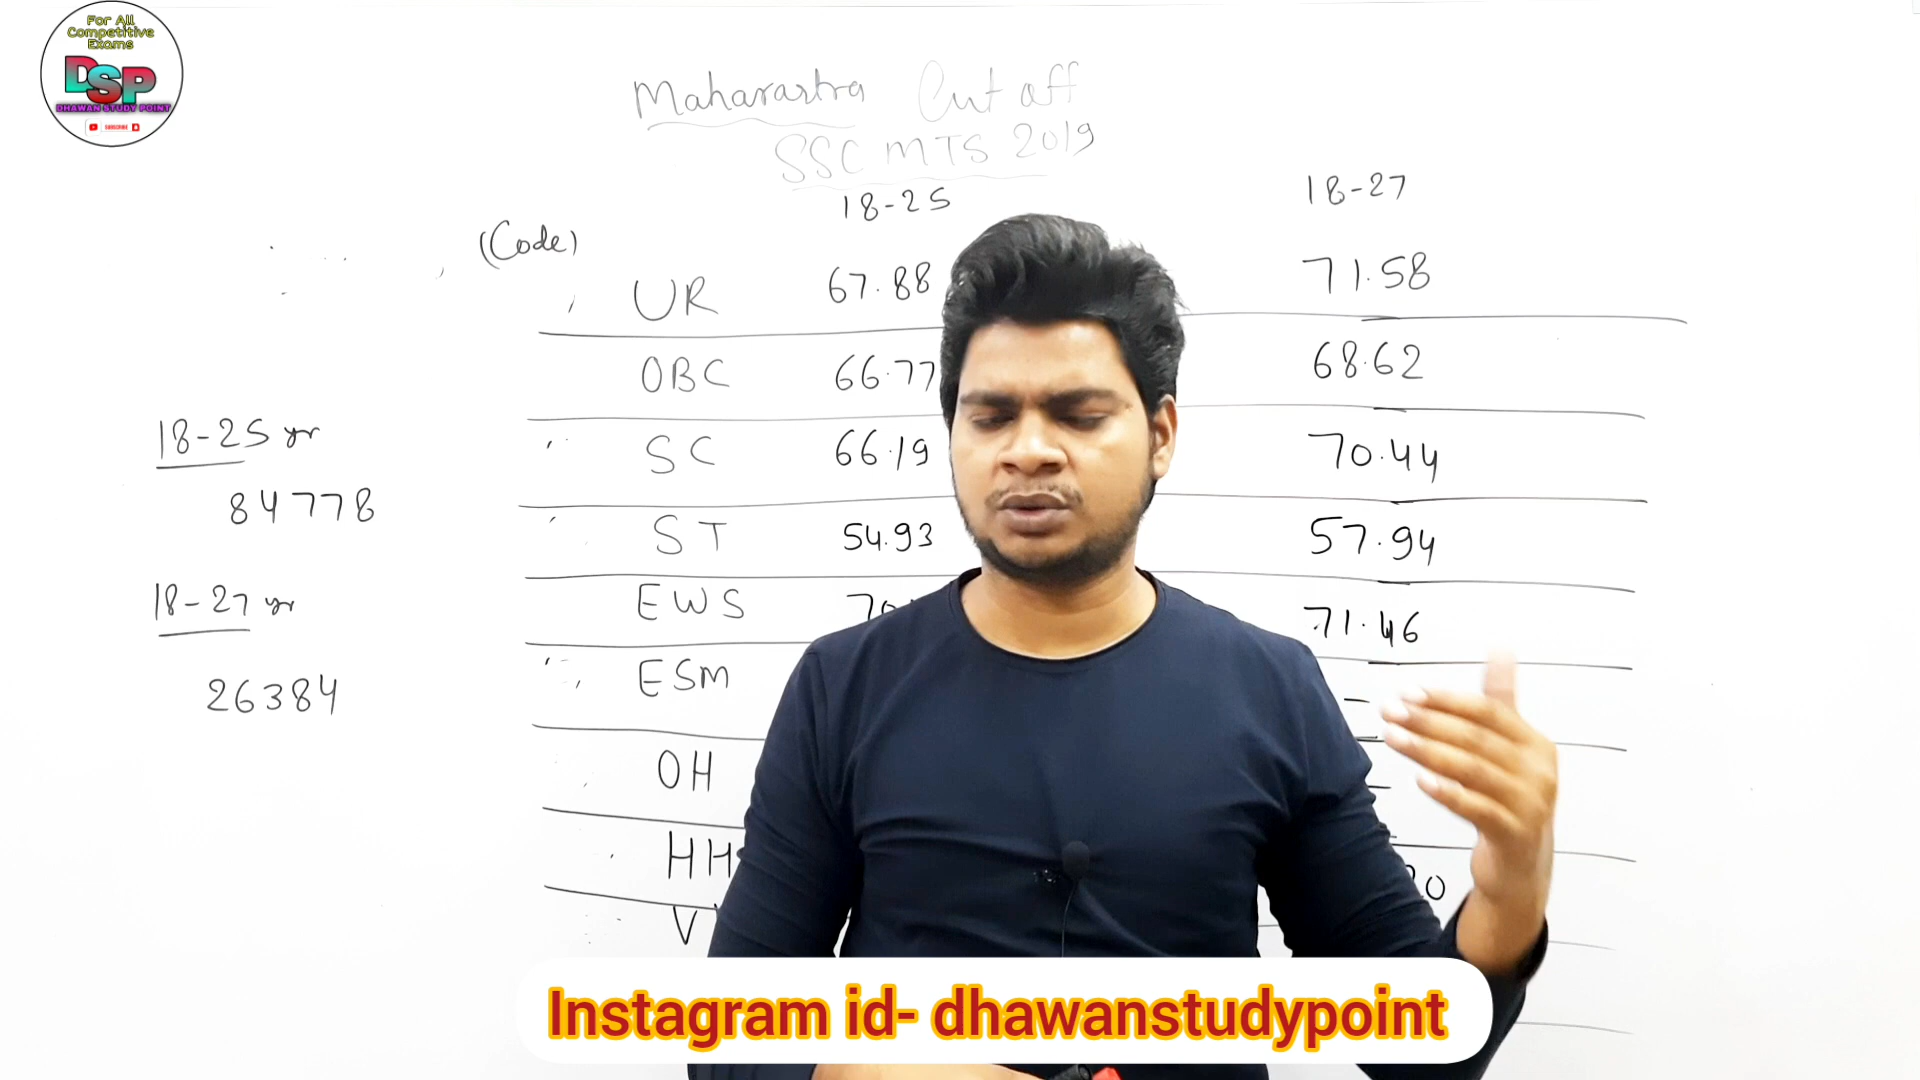 For All
Competitive
Exams
DSP
DHAWAN STUDY POINT
SUBSCRIBE
Maharastra Cut off
SSC MTS 2019
18-25 18-27
(Code)
UR 67.88 71.58
OBC 66.77 68.62
SC 66.19 70.44
ST 54.93 57.94
EWS 71.46
ESM -
OH -
HH
18-25 yr
84778
18-27 yr
26384
Instagram id- dhawanstudypoint